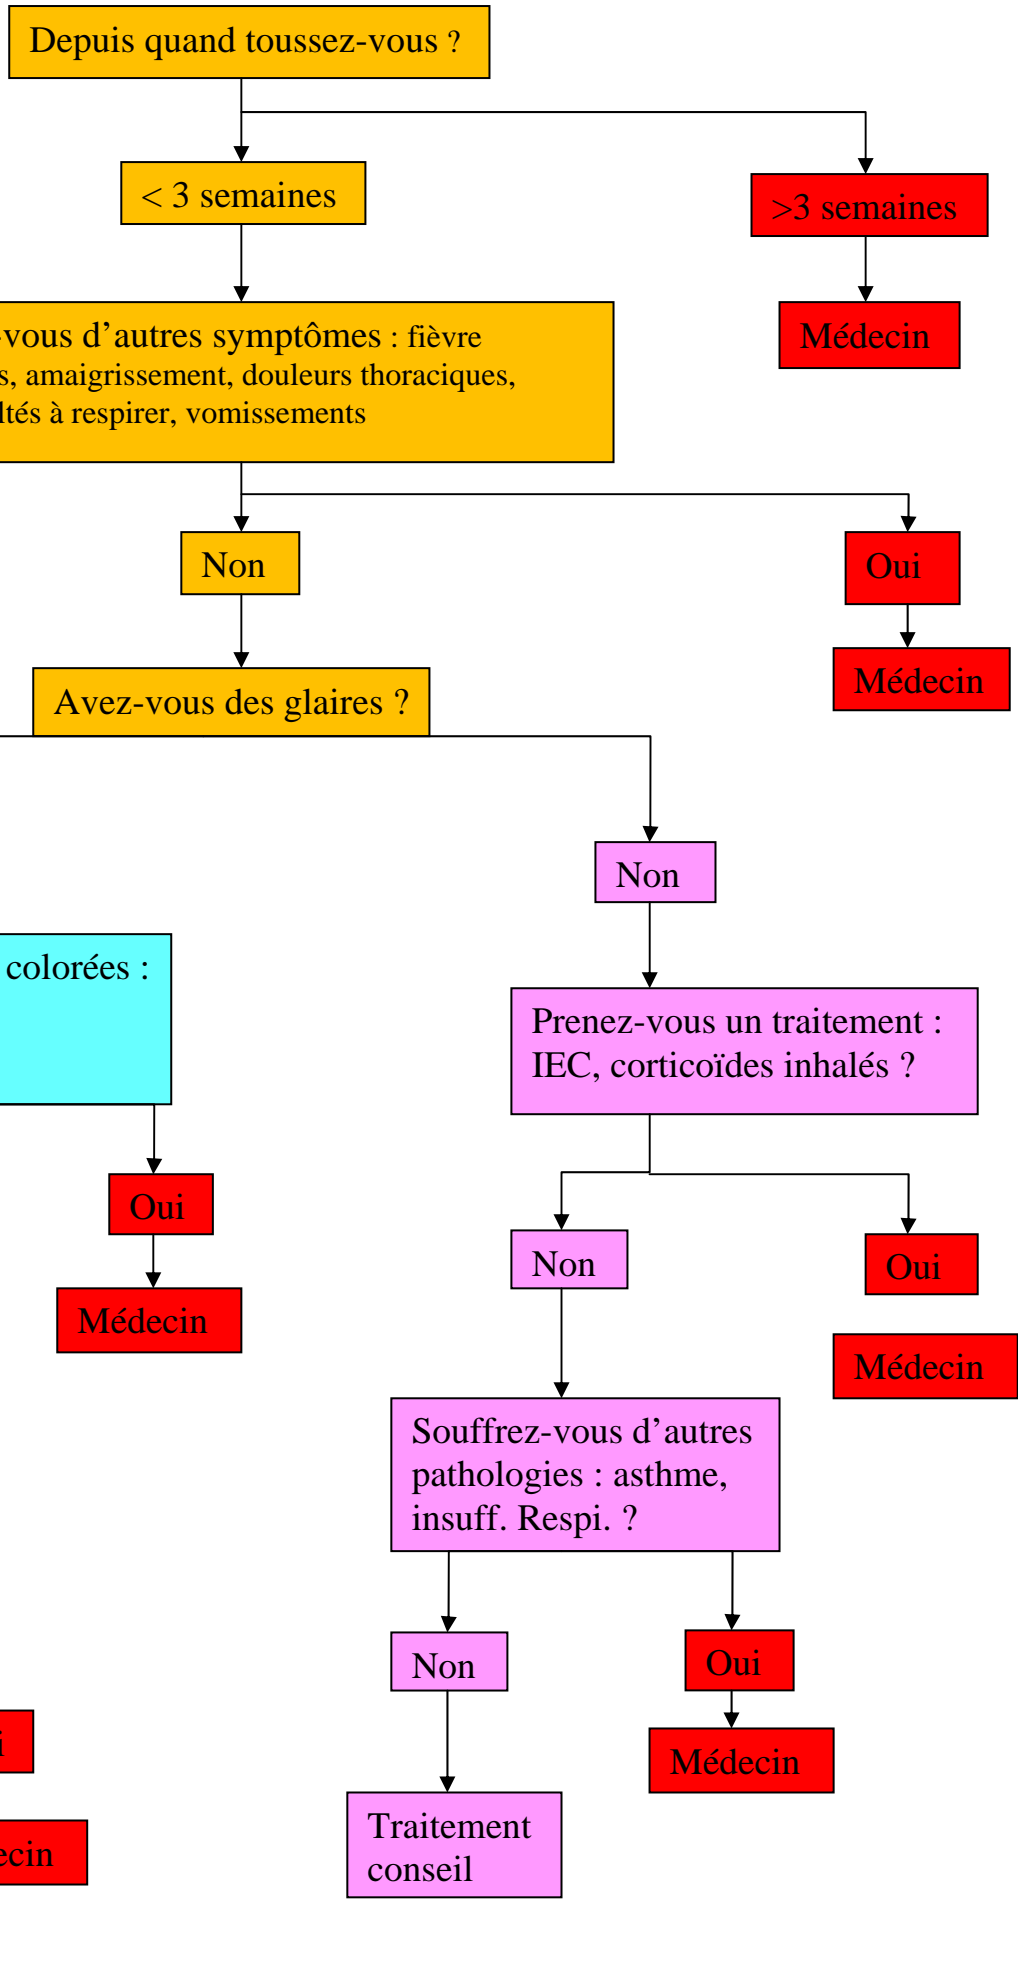 Depuis quand toussez-vous ?
< 3 semaines
>3 semaines
Médecin
-vous d’autres symptômes : fièvre
s, amaigrissement, douleurs thoraciques,
ltés à respirer, vomissements
Non
Oui
Médecin
Avez-vous des glaires ?
Non
colorées :
Prenez-vous un traitement :
IEC, corticoïdes inhalés ?
Oui
Médecin
Non
Oui
Médecin
Souffrez-vous d’autres
pathologies : asthme,
insuff. Respi. ?
Non
Oui
Médecin
i
ecin
Traitement
conseil